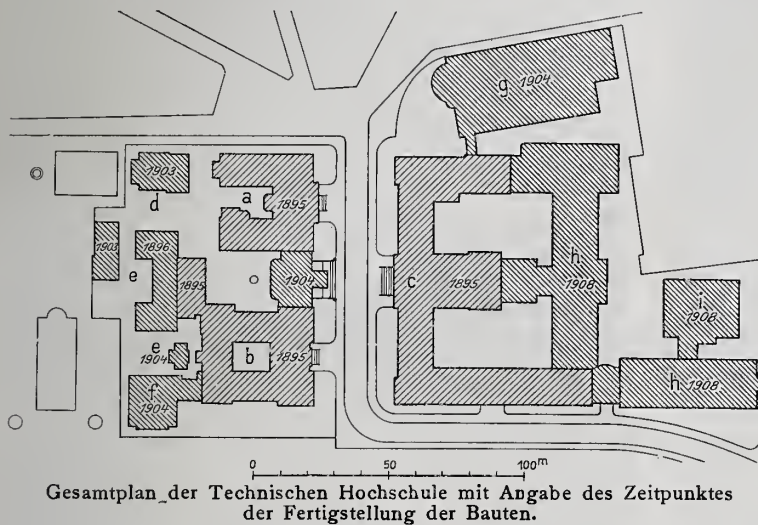 g 1904
1903
d
a
1895
1903
1896
e
1895
1904
c
1895
h
1908
i
1908
e
1904
b
1895
f
1904
h 1908
0 50 100 m
Gesamtplan der Technischen Hochschule mit Angabe des Zeitpunktes
der Fertigstellung der Bauten.